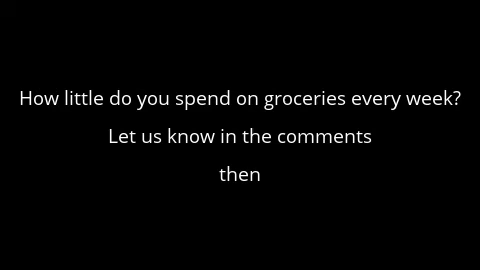 How little do you spend on groceries every week?
Let us know in the comments
then